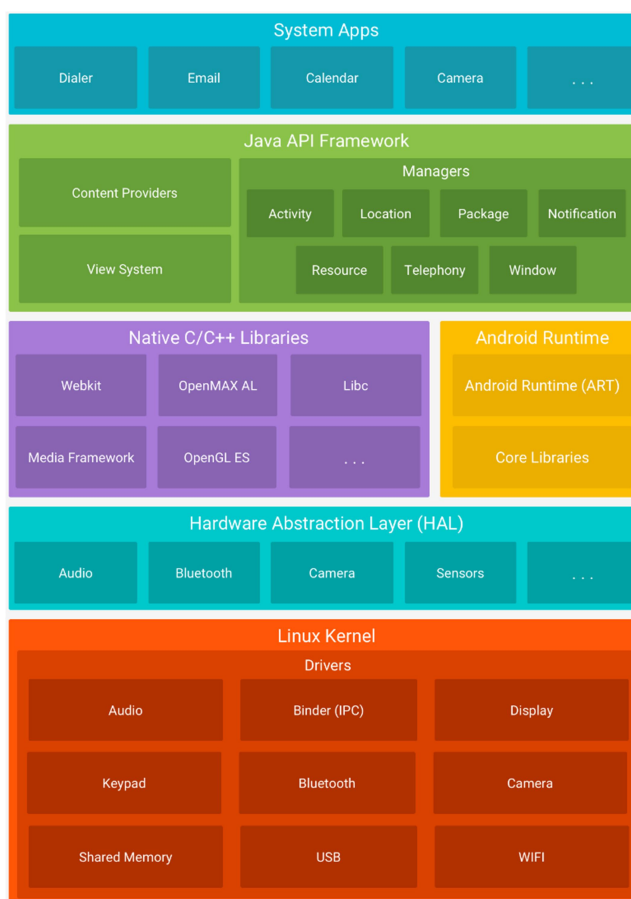 System Apps
Dialer
Email
Calendar
Camera
. . .
Java API Framework
Content Providers
View System
Managers
Activity
Location
Package
Notification
Resource
Telephony
Window
Native C/C++ Libraries
Webkit
OpenMAX AL
Libc
Media Framework
OpenGL ES
. . .
Android Runtime
Android Runtime (ART)
Core Libraries
Hardware Abstraction Layer (HAL)
Audio
Bluetooth
Camera
Sensors
. . .
Linux Kernel
Drivers
Audio
Binder (IPC)
Display
Keypad
Bluetooth
Camera
Shared Memory
USB
WIFI